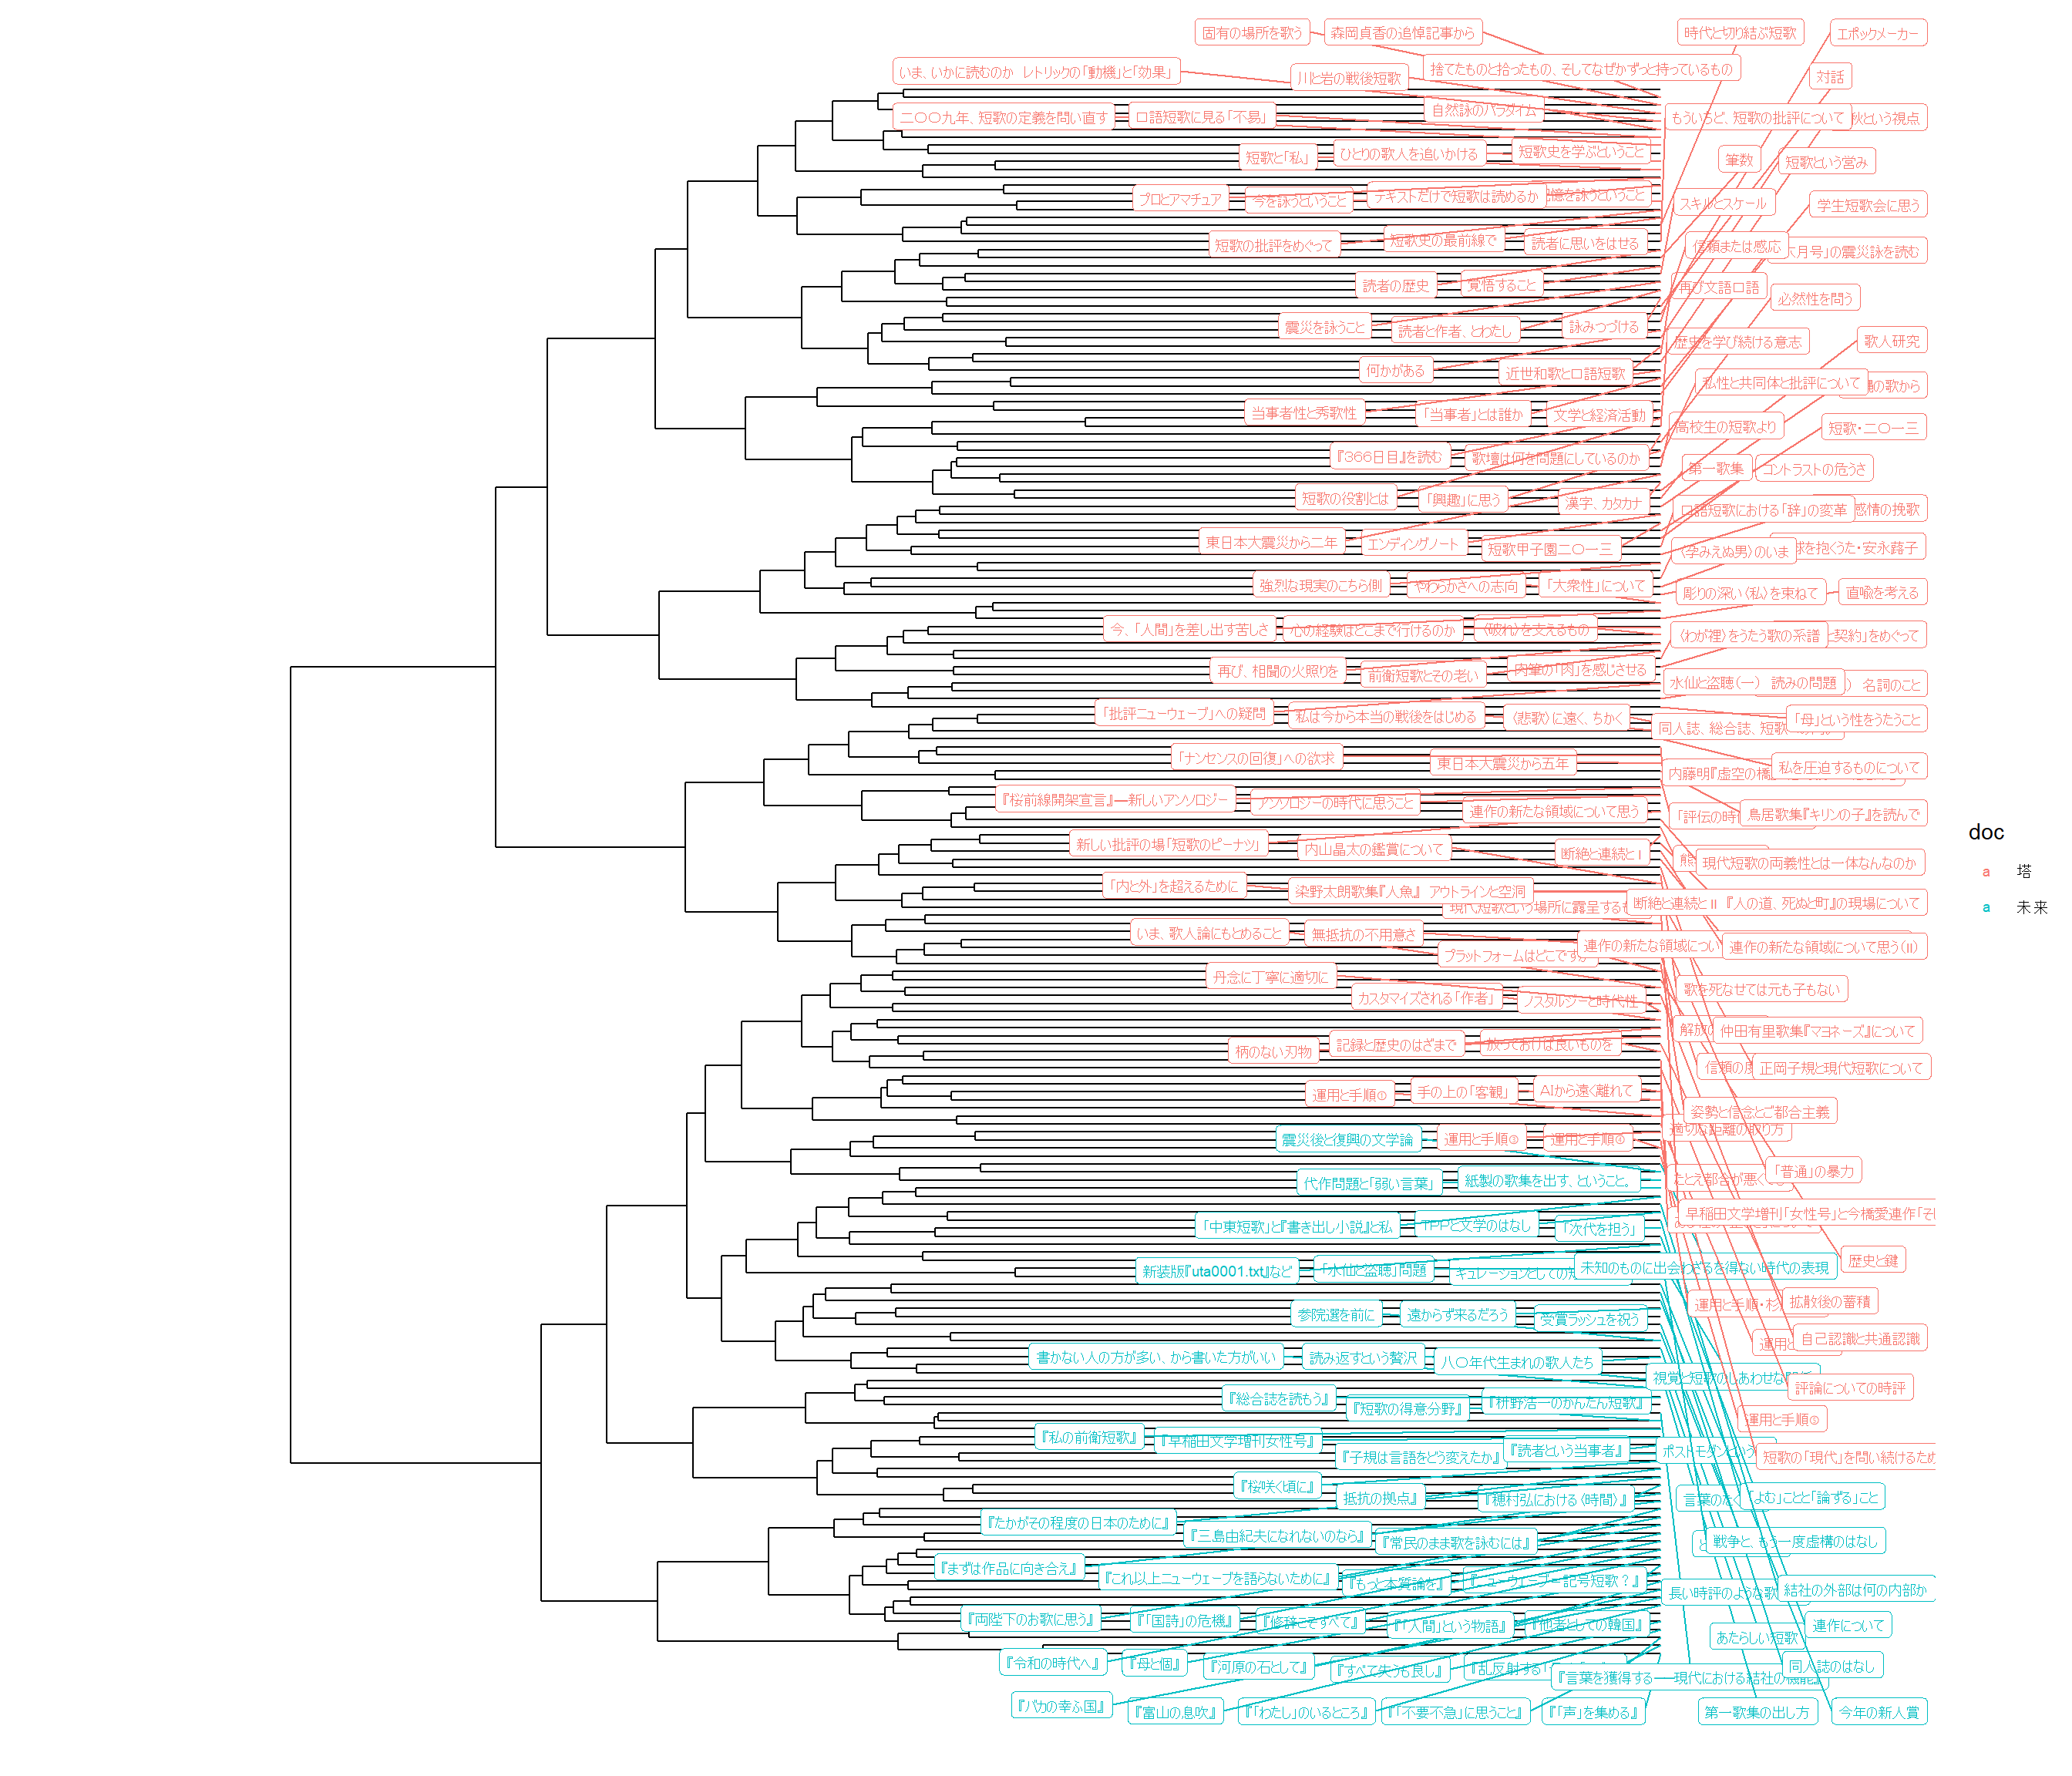 固有の場所を歌う
森岡貞香の追悼記事から
時代と切り結ぶ短歌
エポックメーカー
いま、いかに読むのか レトリックの「動機」と「効果」
川と岩の戦後短歌
捨てたものと拾ったもの、そしてなぜかずっと持っているもの
対話
二〇〇九年、短歌の定義を問い直す
口語短歌に見る「不易」
自然詠のパラダイム
もういちど、短歌の批評について
秋という視点
短歌と「私」
ひとりの歌人を追いかける
短歌史を学ぶということ
筆数
短歌という営み
プロとアマチュア
今を詠うということ
テキストだけで短歌は読めるか
憶を詠うということ
スキルとスケール
学生短歌会に思う
短歌の批評をめぐって
短歌史の最前線で
読者に思いをはせる
信頼または感応
月号」の震災詠を読む
読者の歴史
覚悟すること
再び文語口語
必然性を問う
震災を詠うこと
読者と作者、とわたし
詠みつづける
歴史を学び続ける意志
歌人研究
何かがある
近世和歌と口語短歌
私性と共同体と批評について
の歌から
当事者性と秀歌性
「当事者」とは誰か
文学と経済活動
高校生の短歌より
短歌・二〇一三
『366日目』を読む
歌壇は何を問題にしているのか
第一歌集
コントラストの危うさ
短歌の役割とは
「興趣」に思う
漢字、カタカナ
口語短歌における「辞」の変革
感情の挽歌
東日本大震災から二年
エンディングノート
短歌甲子園二〇一三
〈孕みえぬ男〉のいま
を抱くうた・安永蕗子
強烈な現実のこちら側
やわらかさへの志向
「大衆性」について
彫りの深い〈私〉を束ねて
直喩を考える
今、「人間」を差し出す苦しさ
心の経験はどこまで行けるのか
〈破れ〉を支えるもの
〈わが裡〉をうたう歌の系譜
と契約」をめぐって
再び、相聞の火照りを
前衛短歌とその老い
肉筆の「肉」を感じさせる
水仙と盗聴（一） 読みの問題
） 名詞のこと
「批評ニューウェーブ」への疑問
私は今から本当の戦後をはじめる
〈悲歌〉に遠く、ちかく
同人誌、総合誌、短歌
「母」という性をうたうこと
「ナンセンスの回復」への欲求
東日本大震災から五年
内藤明『虚空の橋
私を圧迫するものについて
『桜前線開架宣言』―新しいアンソロジー
アンソロジーの時代に思うこと
連作の新たな領域について思う
「評伝の時
鳥居歌集『キリンの子』を読んで
新しい批評の場「短歌のピーナツ」
内山晶太の鑑賞について
断絶と連続と I
現代短歌の両義性とは一体なんなのか
「内と外」を超えるために
染野太朗歌集『人魚』 アウトラインと空洞
現代短歌という場所に露呈する
断絶と連続と II 『人の道、死ぬと町』の現場について
いま、歌人論にもとめること
無抵抗の不用意さ
プラットフォームはどこです
連作の新たな領域につい
連作の新たな領域について思う(II)
丹念に丁寧に適切に
カスタマイズされる「作者」
ノスタルジーと時代性
歌を死なせては元も子もない
解放
仲田有里歌集『マヨネーズ』について
柄のない刃物
記録と歴史のはざまで
放っておけば良いものを
信頼の
正岡子規と現代短歌について
運用と手順①
手の上の「客観」
AIから遠く離れて
姿勢と信念とご都合主義
適切な距離の取り方
震災後と復興の文学論
運用と手順
運用と手順
「普通」の暴力
たとえ都合が悪く
代作問題と「弱い言葉」
紙製の歌集を出す、ということ。
「中東短歌」と『書き出し小説』と私
TPPと文学のはなし
「次代を担う」
早稲田文学増刊「女性号」と今橋愛連作「そ
歴史と鍵
新装版『uta0001.txt』など
「水仙と盗聴」問題
キュレーションとしての
未知のものに出会わざるを得ない時代の表現
運用と手順・杉
拡散後の蓄積
参院選を前に
遠からず来るだろう
受賞ラッシュを祝う
運用と
自己認識と共通認識
書かない人の方が多い、から書いた方がいい
読み返すという贅沢
八〇年代生まれの歌人たち
視覚と短歌のしあわせな
評論についての時評
『総合誌を読もう』
『短歌の得意分野』
『枡野浩一のかんたん短歌』
運用と手順
『私の前衛短歌』
『早稲田文学増刊女性号』
『子規は言語をどう変えたか』
『読者という当事者』
ポストモダンという
短歌の「現代」を問い続けるため
『桜咲く頃に』
抵抗の拠点』
『穂村弘における〈時間〉』
言葉のた
「よむ」ことと「論ずる」こと
『たかがその程度の日本のために』
『三島由紀夫になれないのなら』
『常民のまま歌を詠むには』
戦争と、もう一度虚構のはなし
『まずは作品に向き合え』
『これ以上ニューウェーブを語らないために』
『もっと本質論を』
『ニューウェーブ＝記号短歌？』
長い時評のような歌
結社の外部は何の内部か
『両陛下のお歌に思う』
『「国詩」の危機』
『修辞こそすべて』
『「人間」という物語』
『他者としての韓国』
あたらしい短歌
連作について
『令和の時代へ』
『母と個』
『河原の石として』
『すべて失うも良し』
『乱反射する
『言葉を獲得する――現代における結社の機能』
同人誌のはなし
『バカの幸ふ国』
『富山の息吹』
『「わたし」のいるところ』
『「不要不急」に思うこと』
『「声」を集める』
第一歌集の出し方
今年の新人賞
doc
a 塔
a 未来